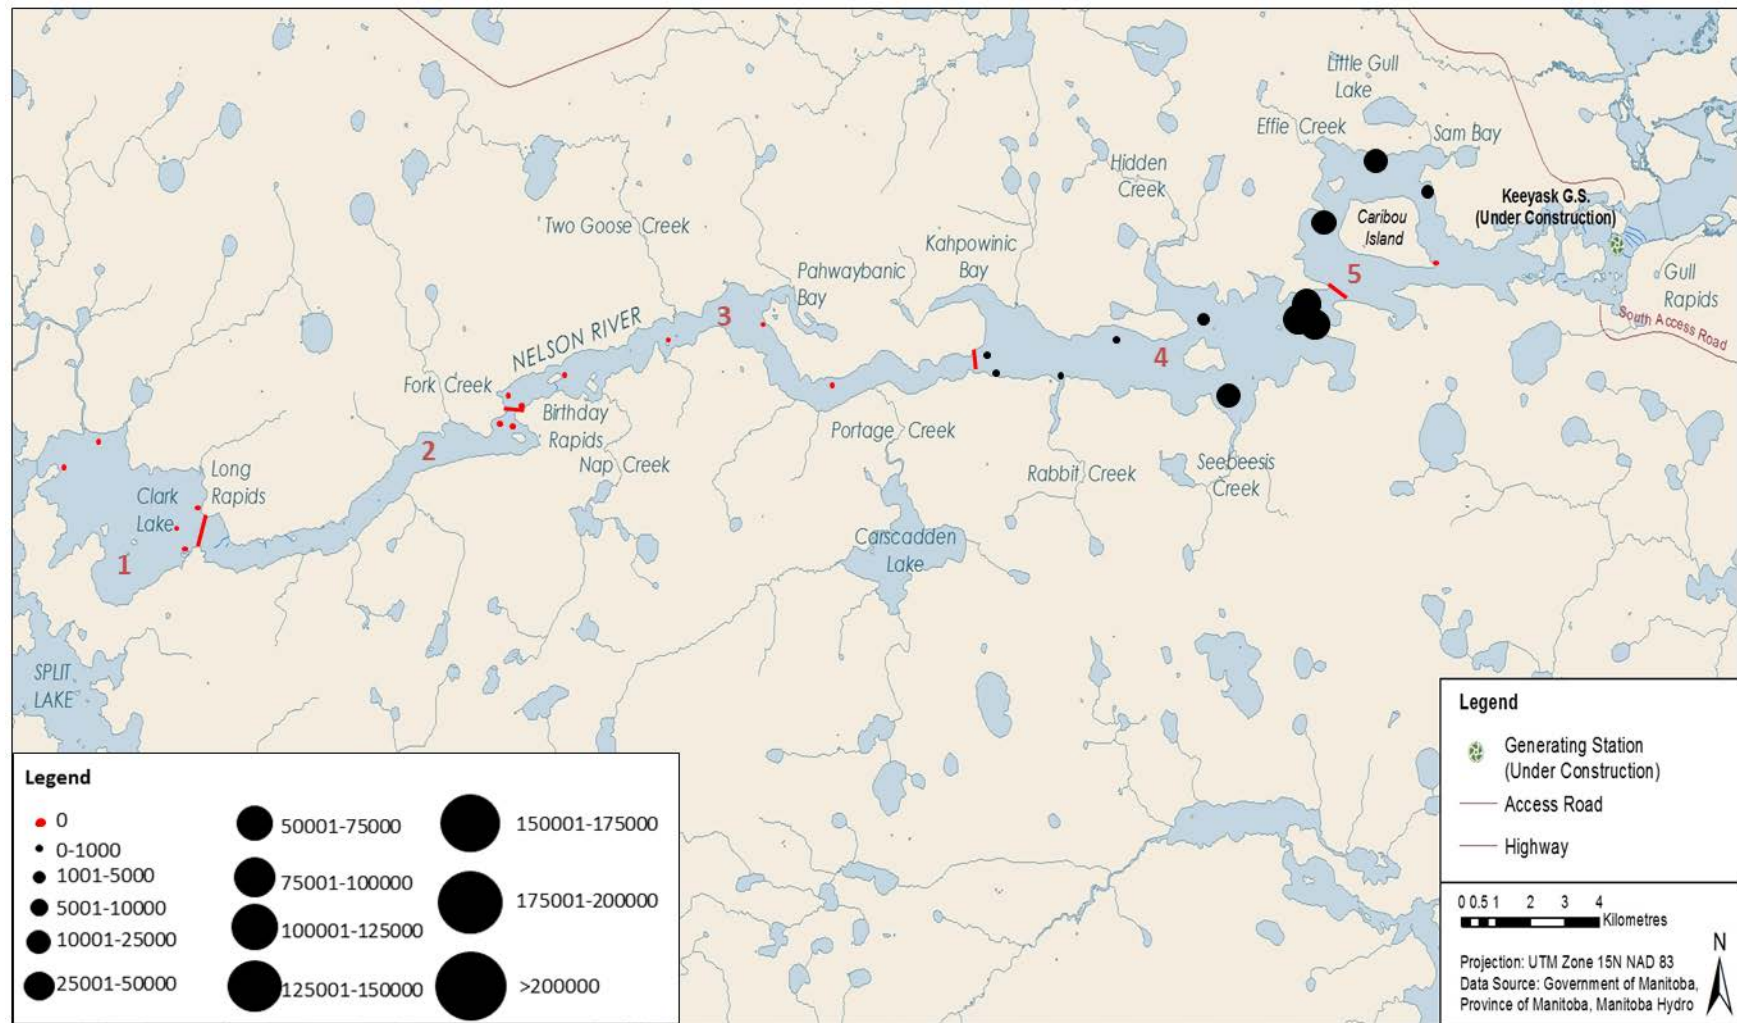 Little Gull
Lake
Effie Creek
Sam Bay
Hidden
Creek
Keeyask G.S.
(Under Construction)
Caribou
Island
' Two Goose Creek
Kahpowinic
Bay
Pahwaybanic
Bay
5
Gull
Rapids
South Access Road
3
NELSON RIVER
4
Fork Creek
Birthday
Rapids
2
Portage Creek
Nap Creek
Rabbit Creek
Seebeesis
Creek
Long
Rapids
Clark
Lake
1
Carscadden
Lake
SPLIT
LAKE
Legend
0
0-1000
1001-5000
5001-10000
10001-25000
25001-50000
50001-75000
75001-100000
100001-125000
125001-150000
150001-175000
175001-200000
>200000
Legend
Generating Station
(Under Construction)
Access Road
Highway
0 0.5 1 2 3 4
Kilometres
N
Projection: UTM Zone 15N NAD 83
Data Source: Government of Manitoba,
Province of Manitoba, Manitoba Hydro